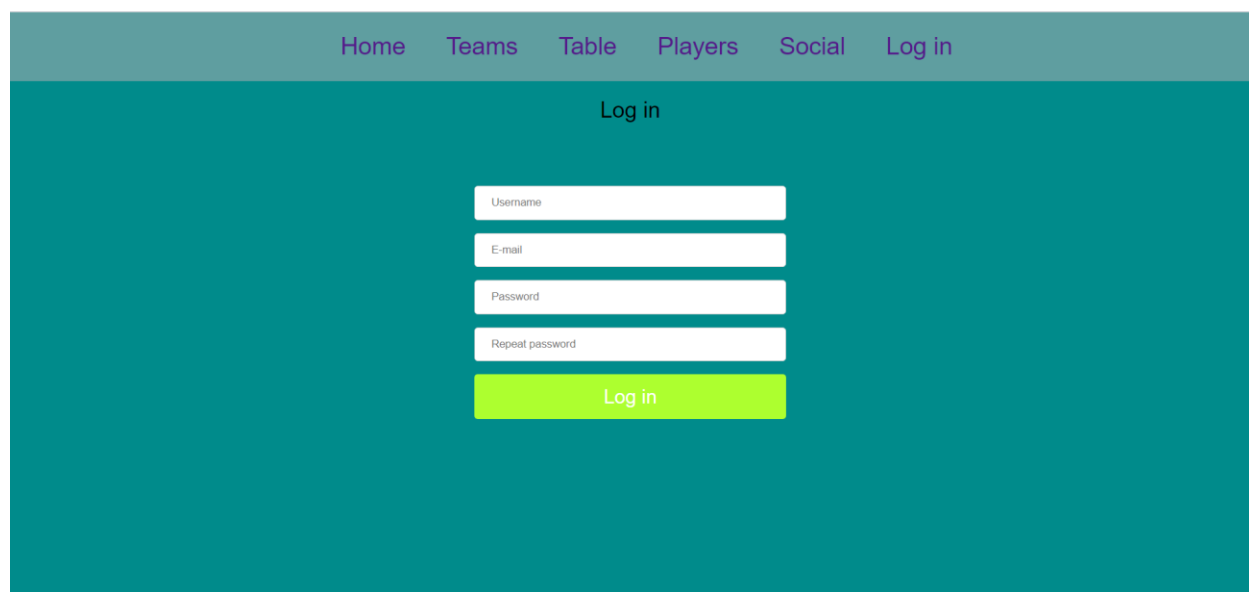 Home Teams Table Players Social Log in
Log in
Username
E-mail
Password
Repeat password
Log in